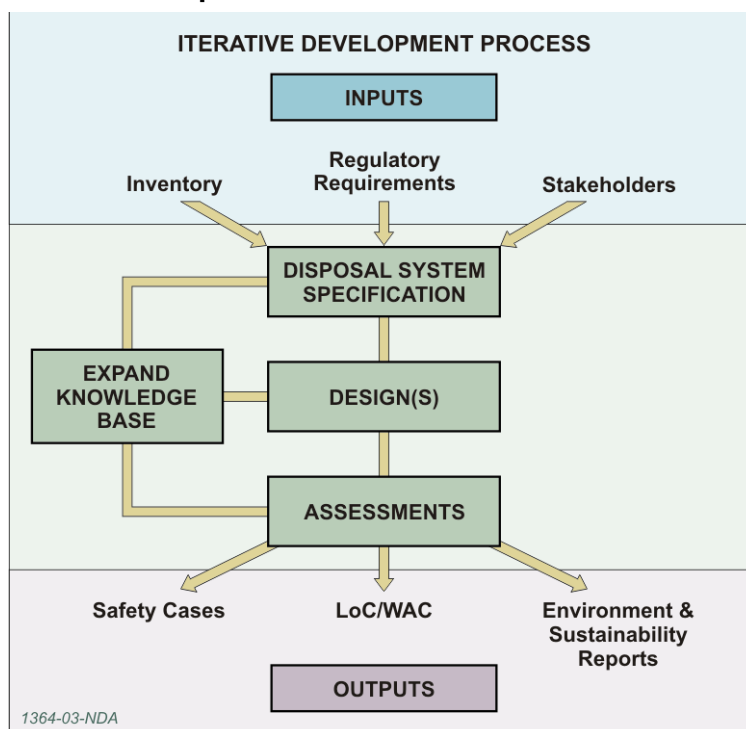 ITERATIVE DEVELOPMENT PROCESS
INPUTS
Inventory
Regulatory
Requirements
Stakeholders
DISPOSAL SYSTEM
SPECIFICATION
EXPAND
KNOWLEDGE
BASE
DESIGN(S)
ASSESSMENTS
Safety Cases
LoC/WAC
Environment &
Sustainability
Reports
OUTPUTS
1364-03-NDA